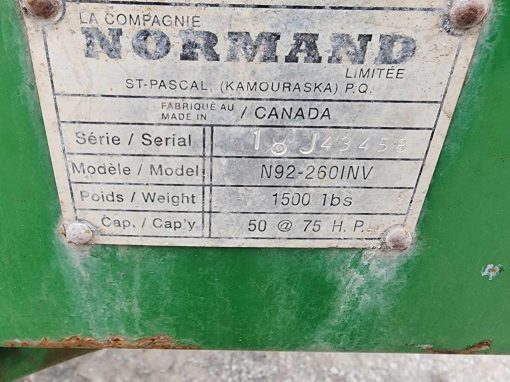 LA COMPAGNIE
NORMAND
LIMITÉE
ST-PASCAL, (KAMOURASKA) P.Q.
FABRIQUÉ AU / CANADA
MADE IN
Série / Serial 18J43458
Modèle / Model N92-260INV
Poids / Weight 1500 lbs
Cap. / Cap'y 50 @ 75 H.P.